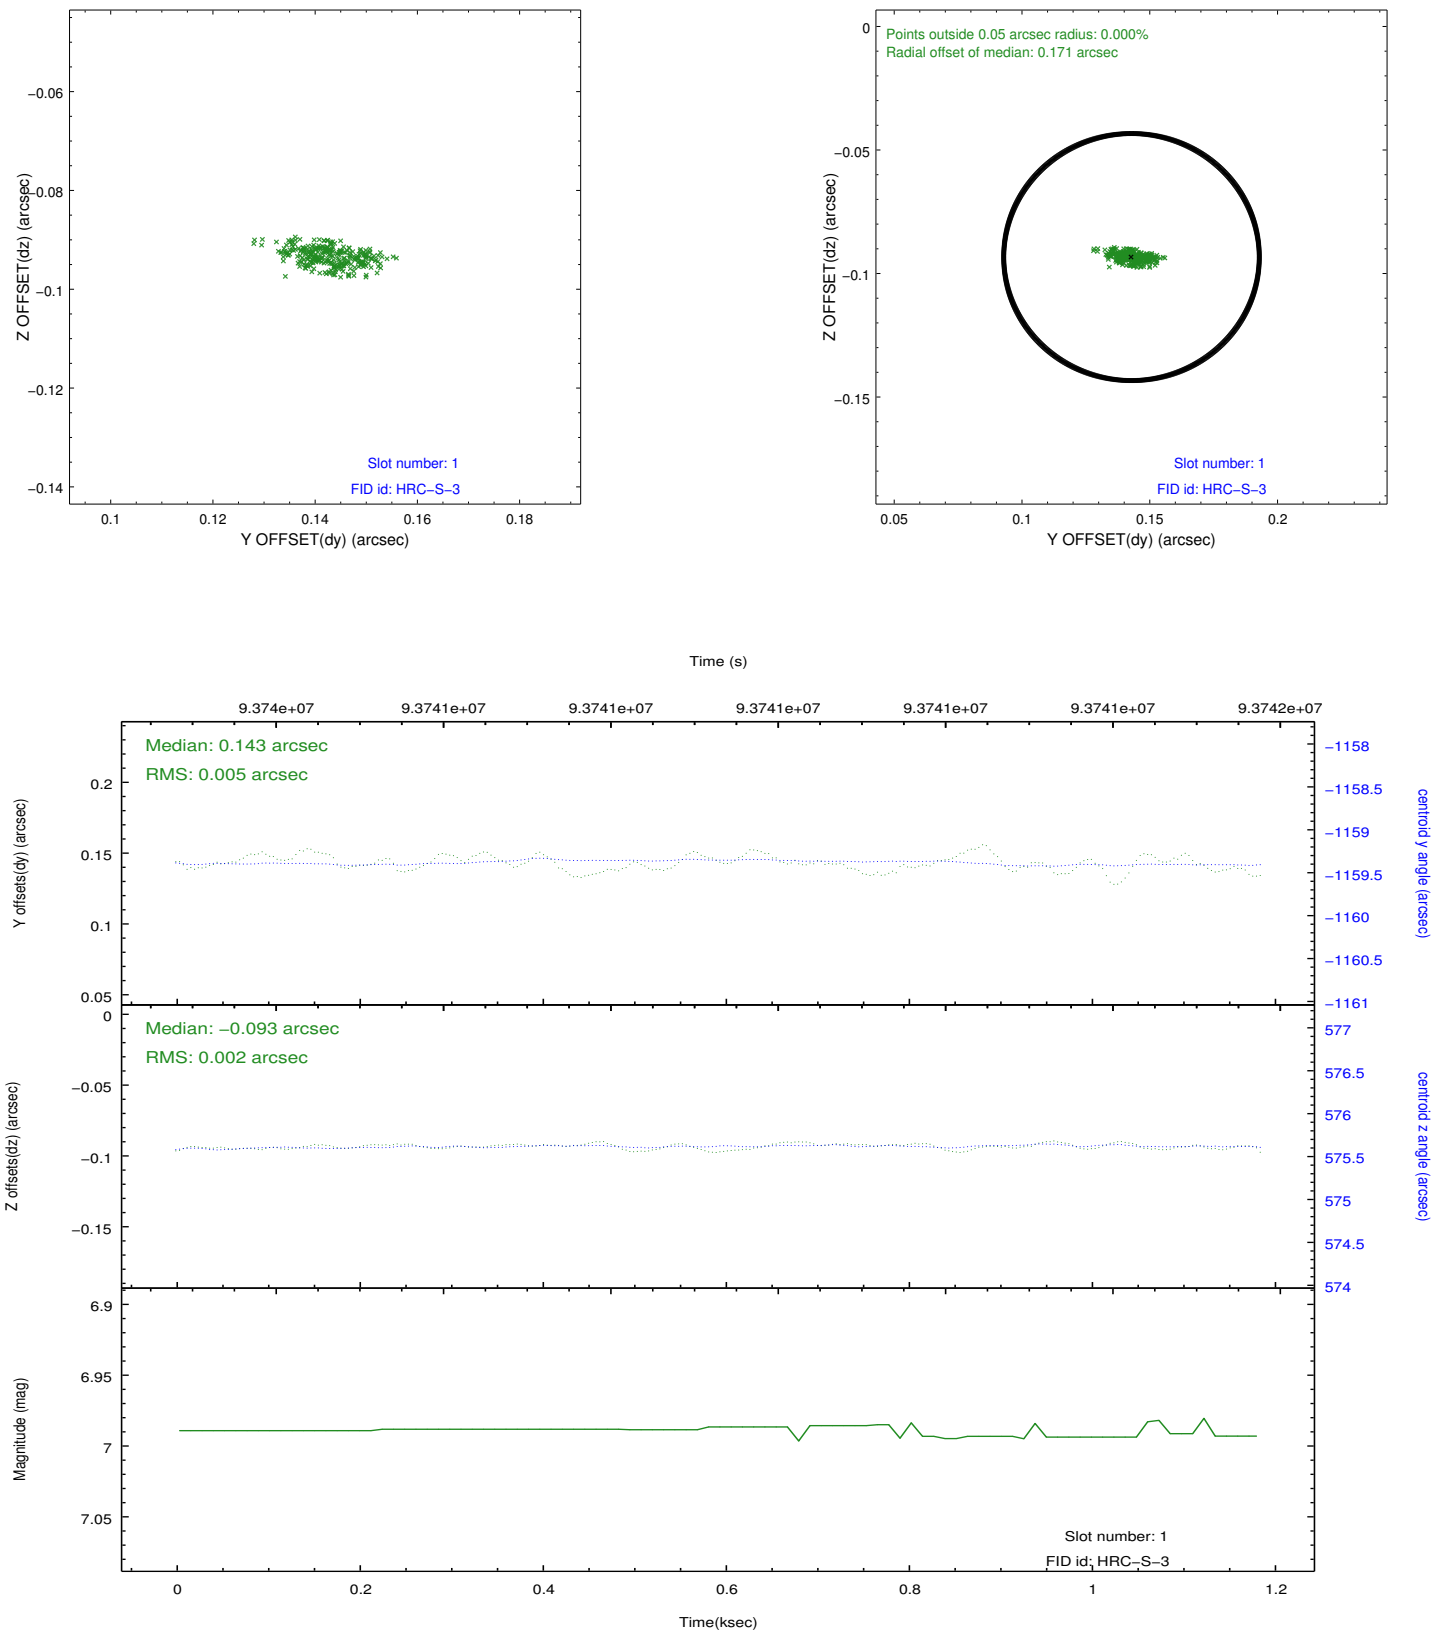 −0.06
−0.08
−0.1
−0.12
−0.14
Z OFFSET(dz) (arcsec)
Slot number: 1
FID id: HRC−S−3
0.1 0.12 0.14 0.16 0.18
Y OFFSET(dy) (arcsec)
Points outside 0.05 arcsec radius: 0.000%
Radial offset of median: 0.171 arcsec
0
−0.05
−0.1
−0.15
Z OFFSET(dz) (arcsec)
Slot number: 1
FID id: HRC−S−3
0.05 0.1 0.15 0.2
Y OFFSET(dy) (arcsec)
Time (s)
9.374e+07 9.3741e+07 9.3741e+07 9.3741e+07 9.3741e+07 9.3741e+07 9.3742e+07
Median: 0.143 arcsec
RMS: 0.005 arcsec
0.2
0.15
0.1
0.05
Y offsets(dy) (arcsec)
−1158
−1158.5
−1159
−1159.5
−1160
−1160.5
−1161
centroid y angle (arcsec)
Median: −0.093 arcsec
RMS: 0.002 arcsec
0
−0.05
−0.1
−0.15
Z offsets(dz) (arcsec)
577
576.5
576
575.5
575
574.5
574
centroid z angle (arcsec)
6.9
6.95
7
7.05
Magnitude (mag)
Slot number: 1
FID id: HRC−S−3
0 0.2 0.4 0.6 0.8 1 1.2
Time(ksec)